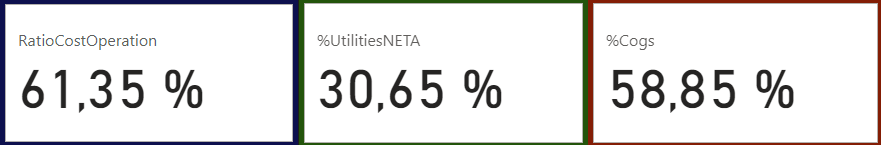 RatioCostOperation
61,35 %
%UtilitiesNETA
30,65 %
%Cogs
58,85 %